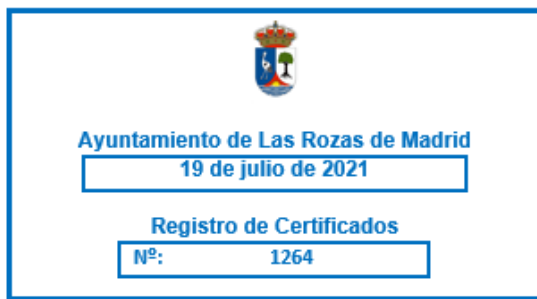 Ayuntamiento de Las Rozas de Madrid
19 de julio de 2021
Registro de Certificados
Nº: 1264